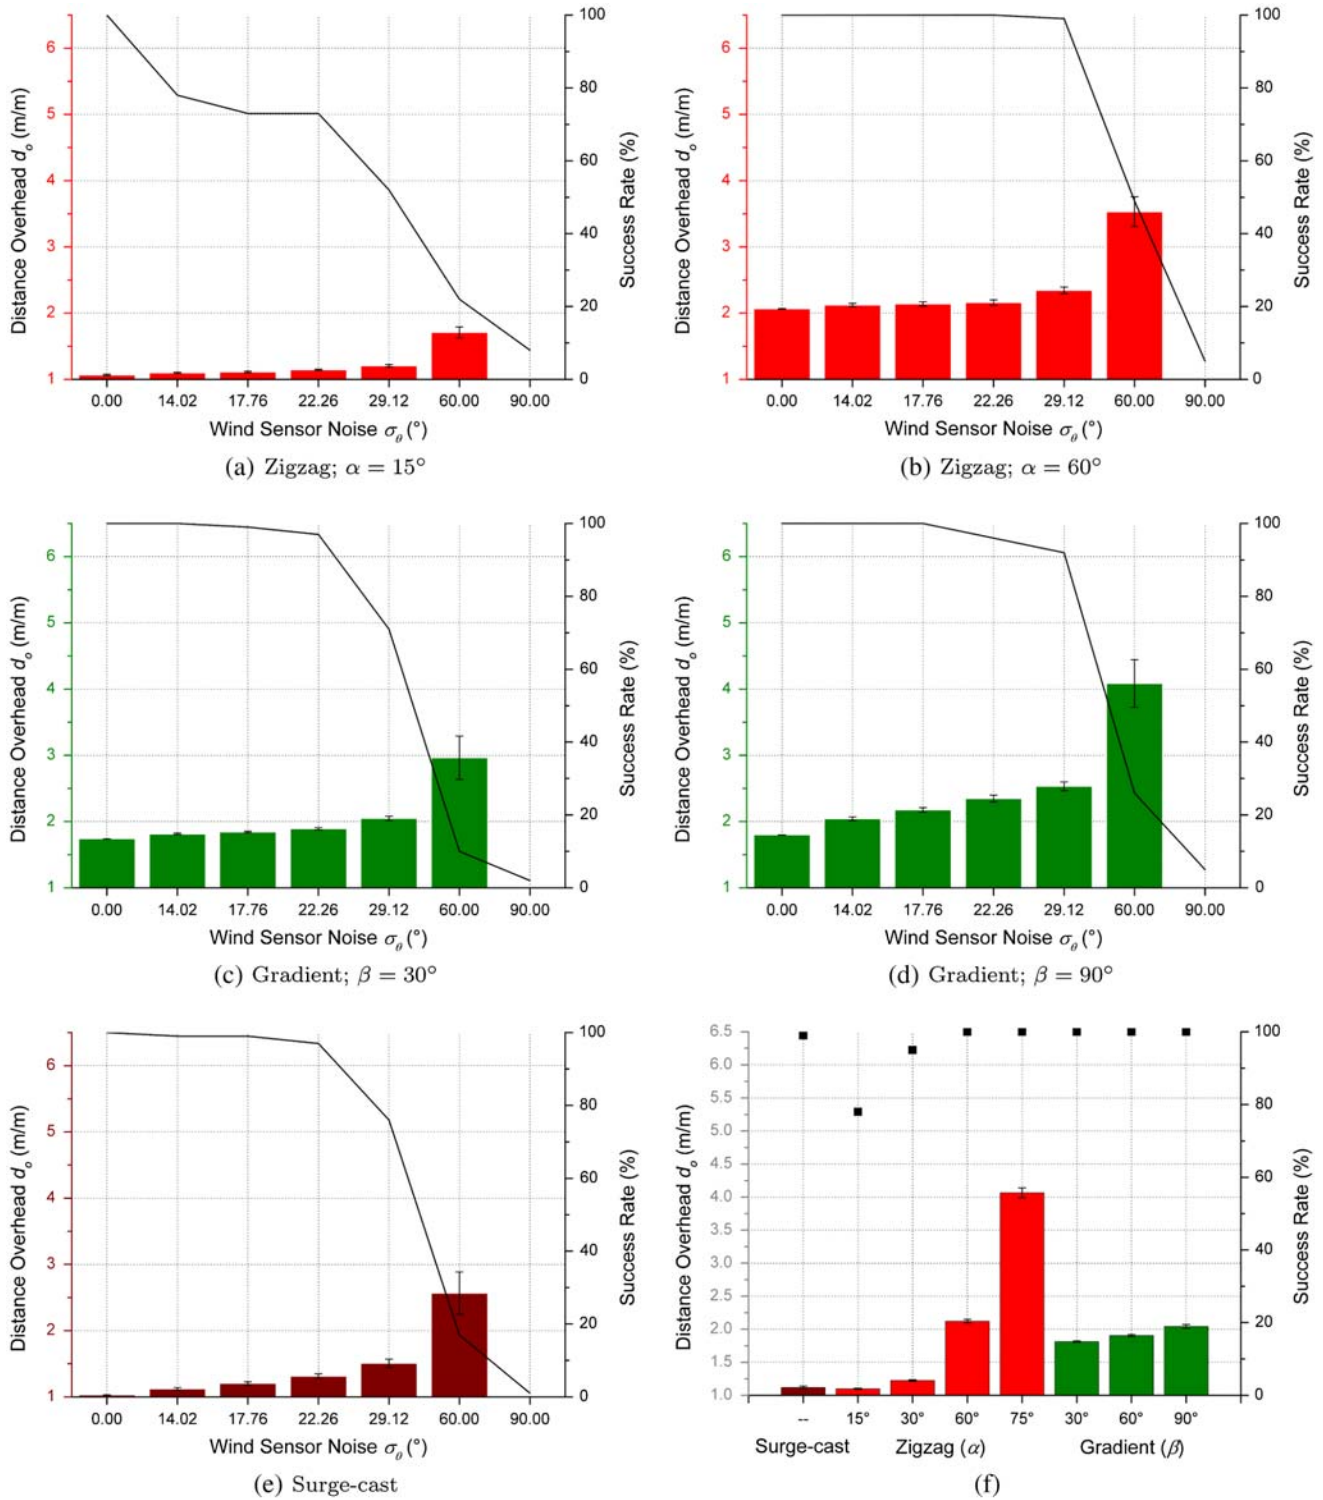 6
5
4
3
2
1
Distance Overhead d_o (m/m)
100
80
60
40
20
0
Success Rate (%)
0.00 14.02 17.76 22.26 29.12 60.00 90.00
Wind Sensor Noise σ_θ (°)
(a) Zigzag; α = 15°
6
5
4
3
2
1
Distance Overhead d_o (m/m)
100
80
60
40
20
0
Success Rate (%)
0.00 14.02 17.76 22.26 29.12 60.00 90.00
Wind Sensor Noise σ_θ (°)
(b) Zigzag; α = 60°
6
5
4
3
2
1
Distance Overhead d_o (m/m)
100
80
60
40
20
0
Success Rate (%)
0.00 14.02 17.76 22.26 29.12 60.00 90.00
Wind Sensor Noise σ_θ (°)
(c) Gradient; β = 30°
6
5
4
3
2
1
Distance Overhead d_o (m/m)
100
80
60
40
20
0
Success Rate (%)
0.00 14.02 17.76 22.26 29.12 60.00 90.00
Wind Sensor Noise σ_θ (°)
(d) Gradient; β = 90°
6
5
4
3
2
1
Distance Overhead d_o (m/m)
100
80
60
40
20
0
Success Rate (%)
0.00 14.02 17.76 22.26 29.12 60.00 90.00
Wind Sensor Noise σ_θ (°)
(e) Surge-cast
6.5
6.0
5.5
5.0
4.5
4.0
3.5
3.0
2.5
2.0
1.5
1.0
Distance Overhead d_o (m/m)
100
80
60
40
20
0
Success Rate (%)
-- 15° 30° 60° 75° 30° 60° 90°
Surge-cast Zigzag (α) Gradient (β)
(f)